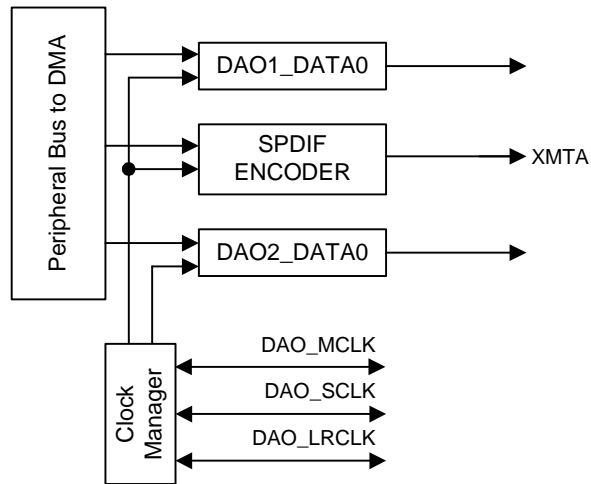 Peripheral Bus to DMA
DAO1_DATA0
SPDIF
ENCODER
XMTA
DAO2_DATA0
Clock
Manager
DAO_MCLK
DAO_SCLK
DAO_LRCLK